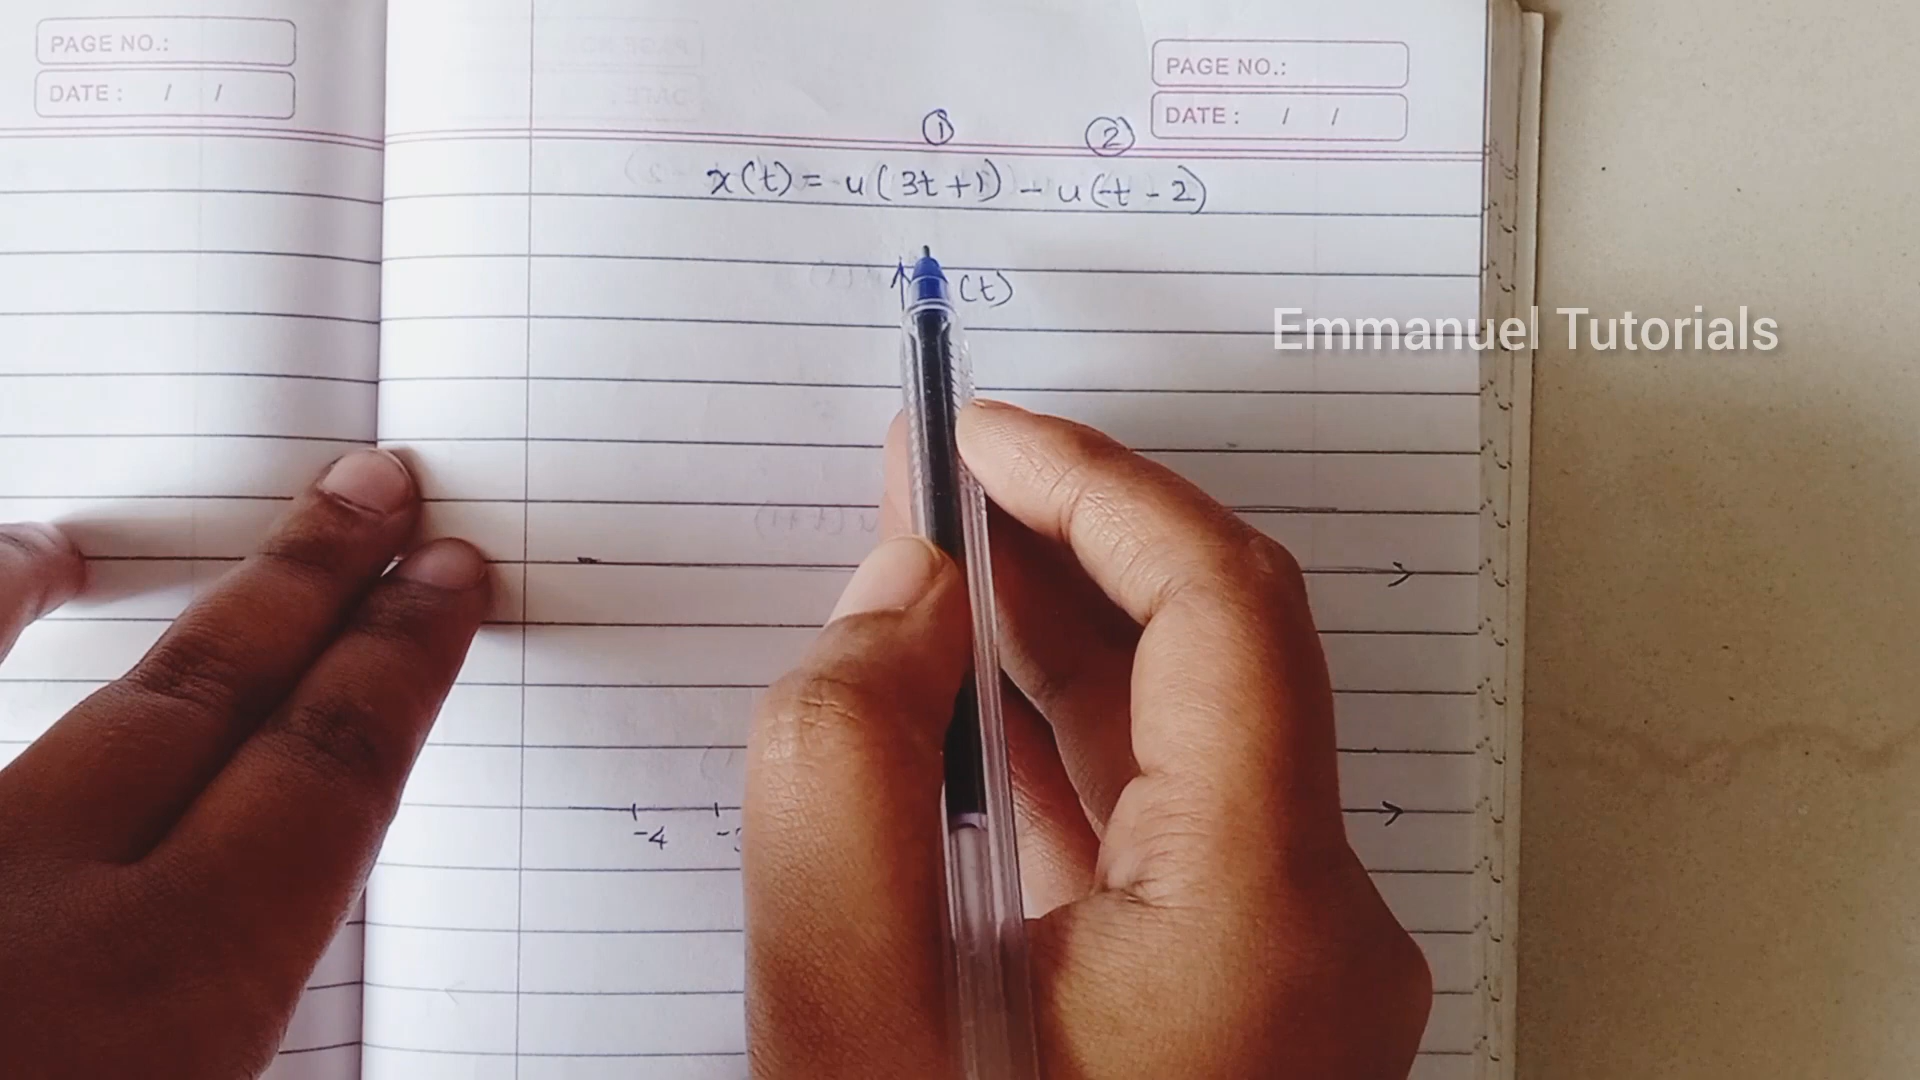 PAGE NO.:
DATE : / /
PAGE NO.:
DATE : / /
① ②
x(t) = u(3t+1) - u(-t-2)
(t)
Emmanuel Tutorials
-4